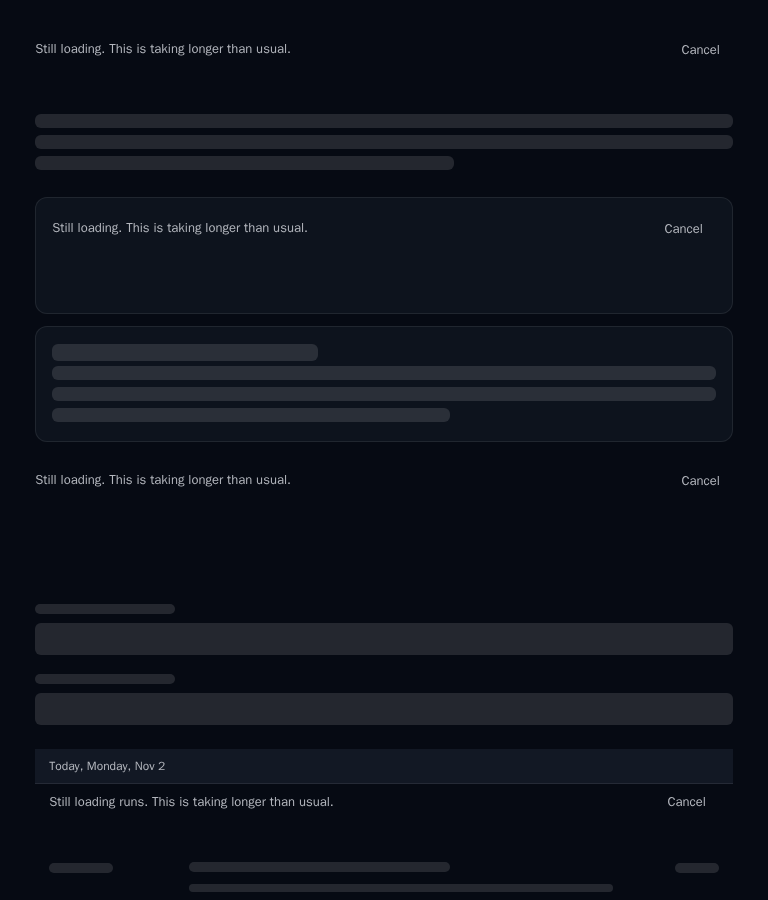 Still loading. This is taking longer than usual. Cancel
Still loading. This is taking longer than usual. Cancel
Still loading. This is taking longer than usual. Cancel
Today, Monday, Nov 2
Still loading runs. This is taking longer than usual. Cancel